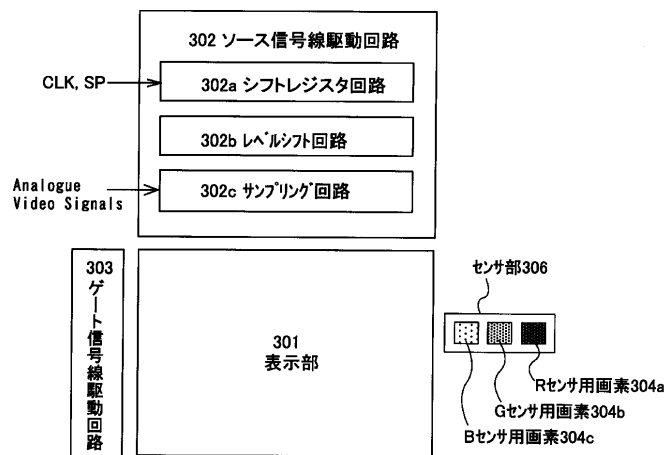 302 ソース信号線駆動回路
CLK, SP
302a シフトレジスタ回路
302b レベルシフト回路
Analogue
Video Signals
302c サンプリング回路
303
ゲート信号線駆動回路
301
表示部
センサ部306
Rセンサ用画素304a
Gセンサ用画素304b
Bセンサ用画素304c